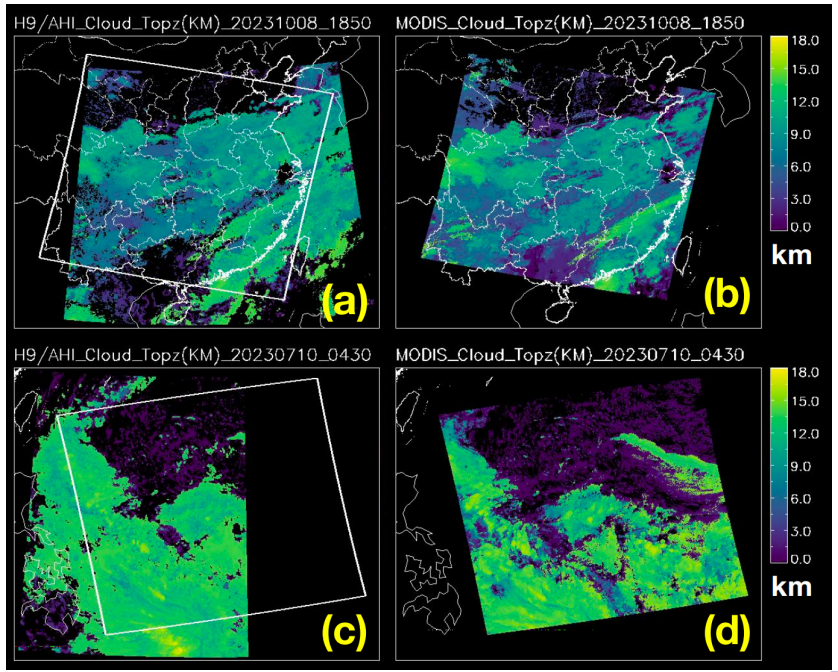 H9/AHI_Cloud_Topz(KM)_20231008_1850
MODIS_Cloud_Topz(KM)_20231008_1850
18.0
15.0
12.0
9.0
6.0
3.0
0.0
km
(a)
(b)
H9/AHI_Cloud_Topz(KM)_20230710_0430
MODIS_Cloud_Topz(KM)_20230710_0430
18.0
15.0
12.0
9.0
6.0
3.0
0.0
km
(c)
(d)